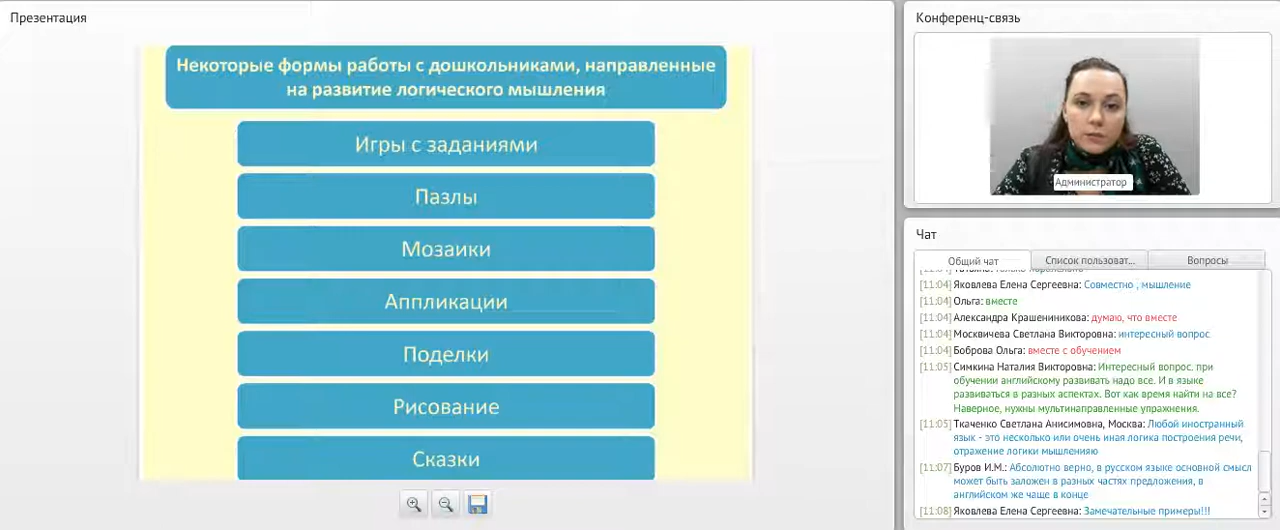 Презентация
Некоторые формы работы с дошкольниками, направленные
на развитие логического мышления
Игры с заданиями
Пазлы
Мозаики
Аппликации
Поделки
Рисование
Сказки
Конференц-связь
Администратор
Чат
Общий чат
Список пользоват...
Вопросы
[11:04] Яковлева Елена Сергеевна: Совместно , мышление
[11:04] Ольга: вместе
[11:04] Александра Крашениникова: думаю, что вместе
[11:04] Москвичева Светлана Викторовна: интересный вопрос
[11:04] Боброва Ольга: вместе с обучением
[11:05] Симкина Наталия Викторовна: Интересный вопрос. при
обучении английскому развивать надо все. И в языке
развиваться в разных аспектах. Вот как время найти на все?
Наверное, нужны мультинаправленные упражнения.
[11:05] Ткаченко Светлана Анисимовна, Москва: Любой иностранный
язык - это несколько или очень иная логика построения речи,
отражение логики мышленияю
[11:07] Буров И.М.: Абсолютно верно, в русском языке основной смысл
может быть заложен в разных частях предложения, в
английском же чаще в конце
[11:08] Яковлева Елена Сергеевна: Замечательные примеры!!!